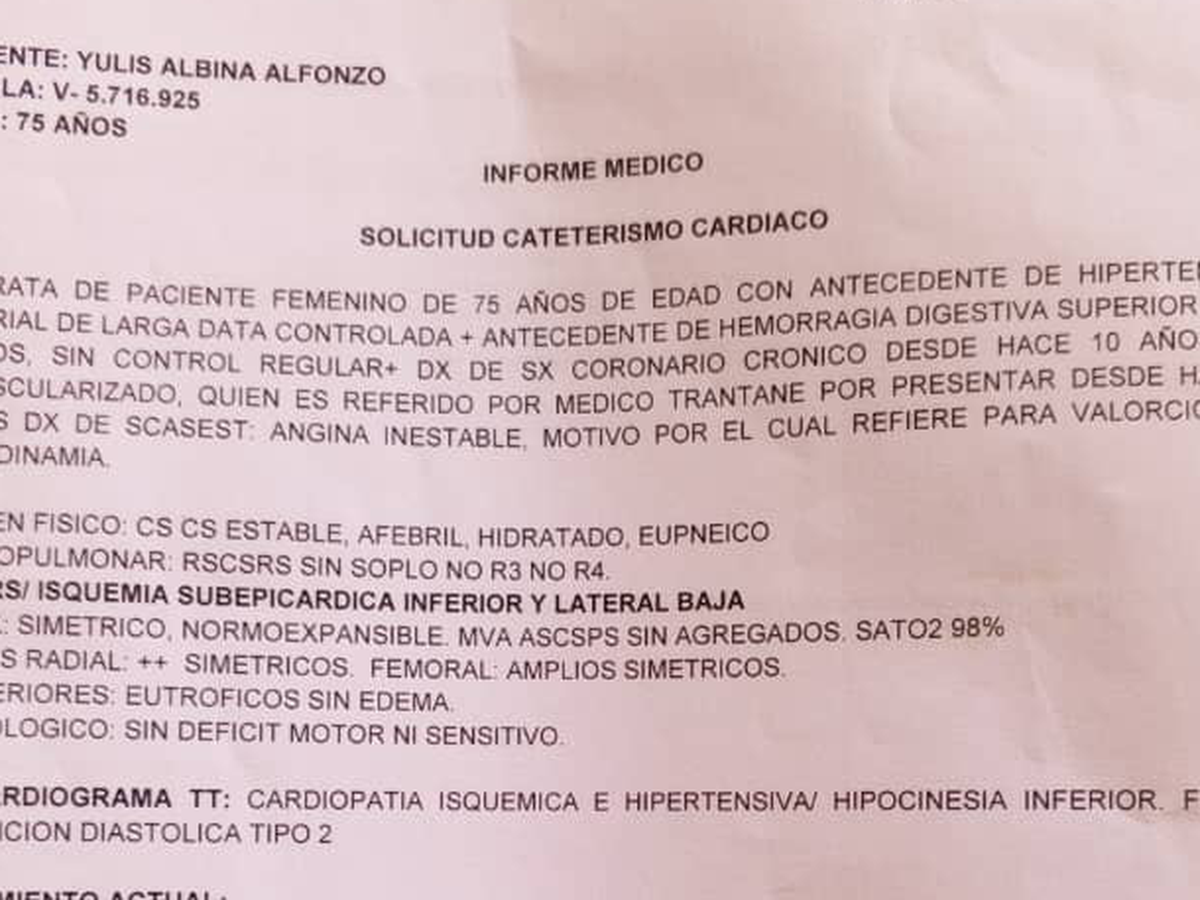 ENTE: YULIS ALBINA ALFONZO
LA: V- 5.716.925
: 75 AÑOS
INFORME MEDICO
SOLICITUD CATETERISMO CARDIACO
RATA DE PACIENTE FEMENINO DE 75 AÑOS DE EDAD CON ANTECEDENTE DE HIPERTEN
RIAL DE LARGA DATA CONTROLADA + ANTECEDENTE DE HEMORRAGIA DIGESTIVA SUPERIOR
OS, SIN CONTROL REGULAR+ DX DE SX CORONARIO CRONICO DESDE HACE 10 AÑO
SCULARIZADO, QUIEN ES REFERIDO POR MEDICO TRANTANE POR PRESENTAR DESDE HA
S DX DE SCASEST: ANGINA INESTABLE, MOTIVO POR EL CUAL REFIERE PARA VALORCIO
DINAMIA.
EN FISICO: CS CS ESTABLE, AFEBRIL, HIDRATADO, EUPNEICO
OPULMONAR: RSCSRS SIN SOPLO NO R3 NO R4.
RS/ ISQUEMIA SUBEPICARDICA INFERIOR Y LATERAL BAJA
: SIMETRICO, NORMOEXPANSIBLE. MVA ASCSPS SIN AGREGADOS. SATO2 98%
S RADIAL: ++ SIMETRICOS. FEMORAL: AMPLIOS SIMETRICOS.
ERIORES: EUTROFICOS SIN EDEMA.
OLOGICO: SIN DEFICIT MOTOR NI SENSITIVO.
ARDIOGRAMA TT: CARDIOPATIA ISQUEMICA E HIPERTENSIVA/ HIPOCINESIA INFERIOR. F
NCION DIASTOLICA TIPO 2
MIENTO ACTUAL: